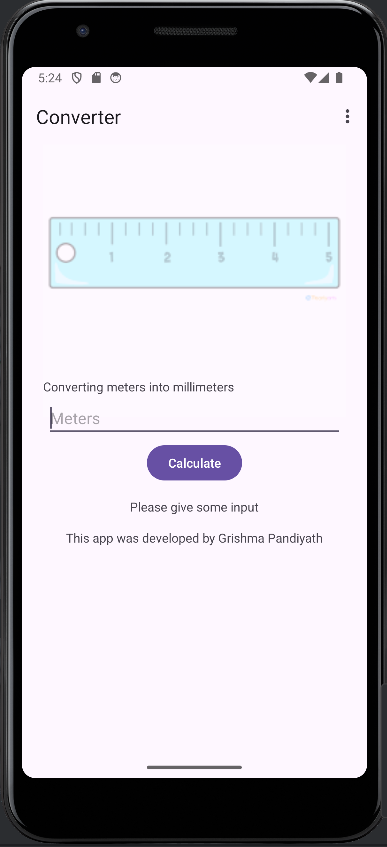 5:24
Converter
1 2 3 4 5
Converting meters into millimeters
Meters
Calculate
Please give some input
This app was developed by Grishma Pandiyath